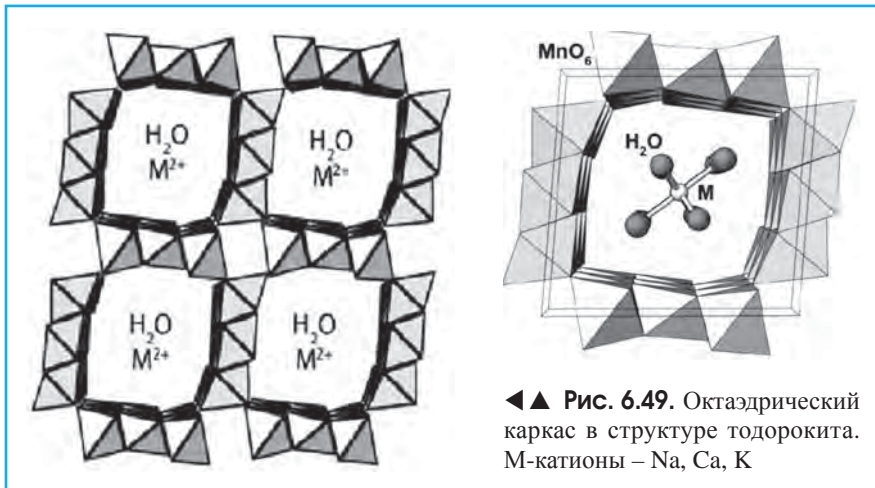 H₂O
M²⁺
H₂O
M²⁺
H₂O
M²⁺
H₂O
M²⁺
MnO₆
H₂O
M
◀▲ Рис. 6.49. Октаэдрический
каркас в структуре тодорокита.
М-катионы – Na, Ca, K